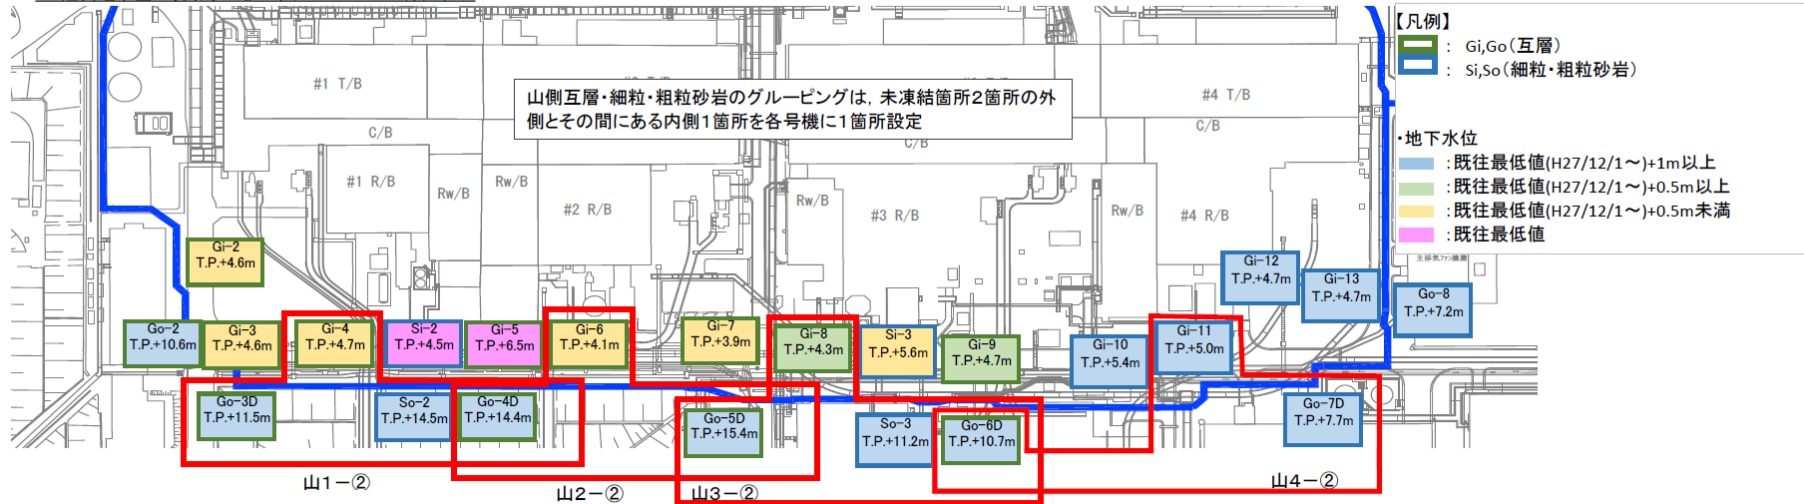 【凡例】
： Gi,Go（互層）
： Si,So（細粒・粗粒砂岩）
・地下水位
：既往最低値(H27/12/1～)+1m以上
：既往最低値(H27/12/1～)+0.5m以上
：既往最低値(H27/12/1～)+0.5m未満
：既往最低値
#1 T/B
山側互層・細粒・粗粒砂岩のグルーピングは，未凍結箇所2箇所の外
側とその間にある内側1箇所を各号機に1箇所設定
#4 T/B
C/B
C/B
C/B
#1 R/B
Rw/B
Rw/B
#2 R/B
Rw/B
#3 R/B
Rw/B
#4 R/B
主排気ファン建屋
Gi-2
T.P.+4.6m
Gi-12
T.P.+4.7m
Gi-13
T.P.+4.7m
Go-8
T.P.+7.2m
Go-2
T.P.+10.6m
Gi-3
T.P.+4.6m
Gi-4
T.P.+4.7m
Si-2
T.P.+4.5m
Gi-5
T.P.+6.5m
Gi-6
T.P.+4.1m
Gi-7
T.P.+3.9m
Gi-8
T.P.+4.3m
Si-3
T.P.+5.6m
Gi-9
T.P.+4.7m
Gi-10
T.P.+5.4m
Gi-11
T.P.+5.0m
Go-3D
T.P.+11.5m
So-2
T.P.+14.5m
Go-4D
T.P.+14.4m
Go-5D
T.P.+15.4m
So-3
T.P.+11.2m
Go-6D
T.P.+10.7m
Go-7D
T.P.+7.7m
山1－②
山2－②
山3－②
山4－②